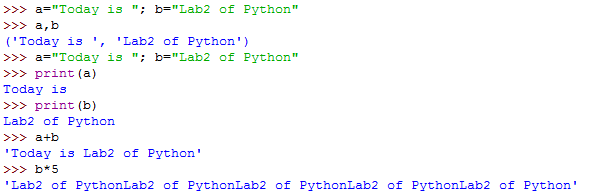 >>> a="Today is "; b="Lab2 of Python"
>>> a,b
('Today is ', 'Lab2 of Python')
>>> a="Today is "; b="Lab2 of Python"
>>> print(a)
Today is
>>> print(b)
Lab2 of Python
>>> a+b
'Today is Lab2 of Python'
>>> b*5
'Lab2 of PythonLab2 of PythonLab2 of PythonLab2 of PythonLab2 of Python'